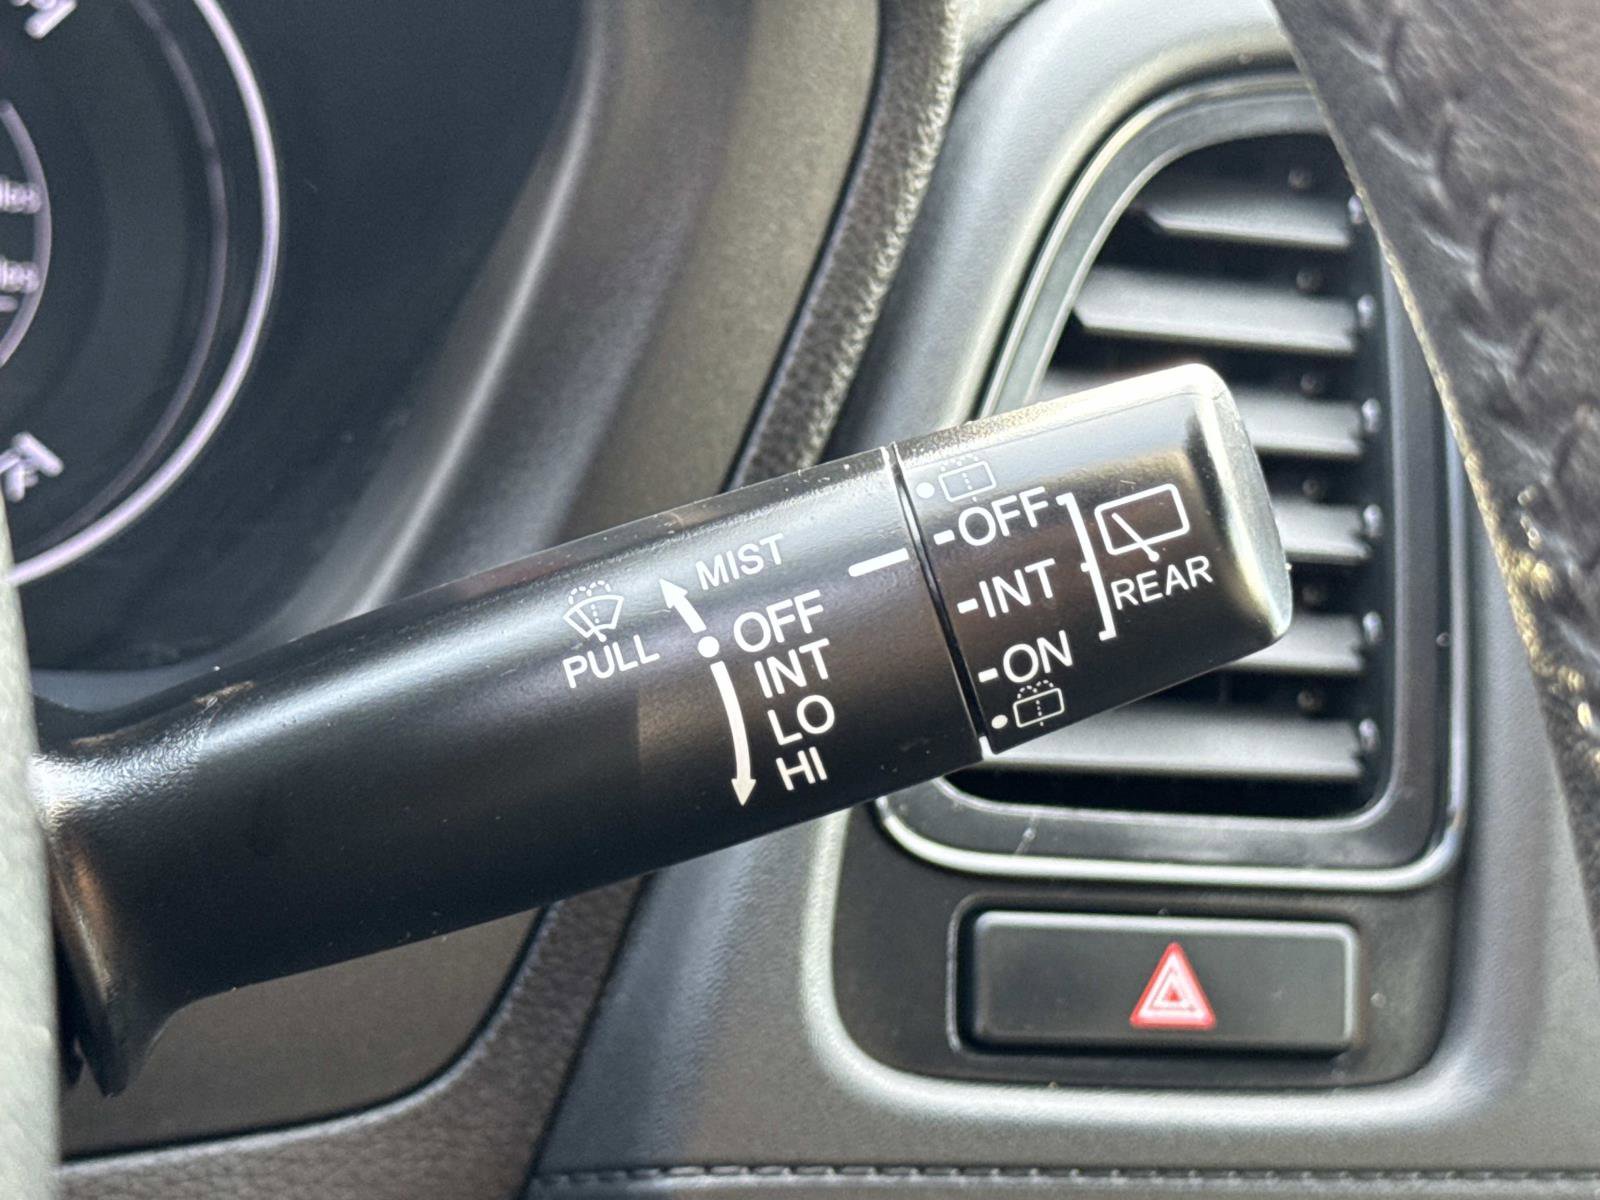 MIST
OFF
INT
LO
HI
PULL
OFF
INT
ON
REAR